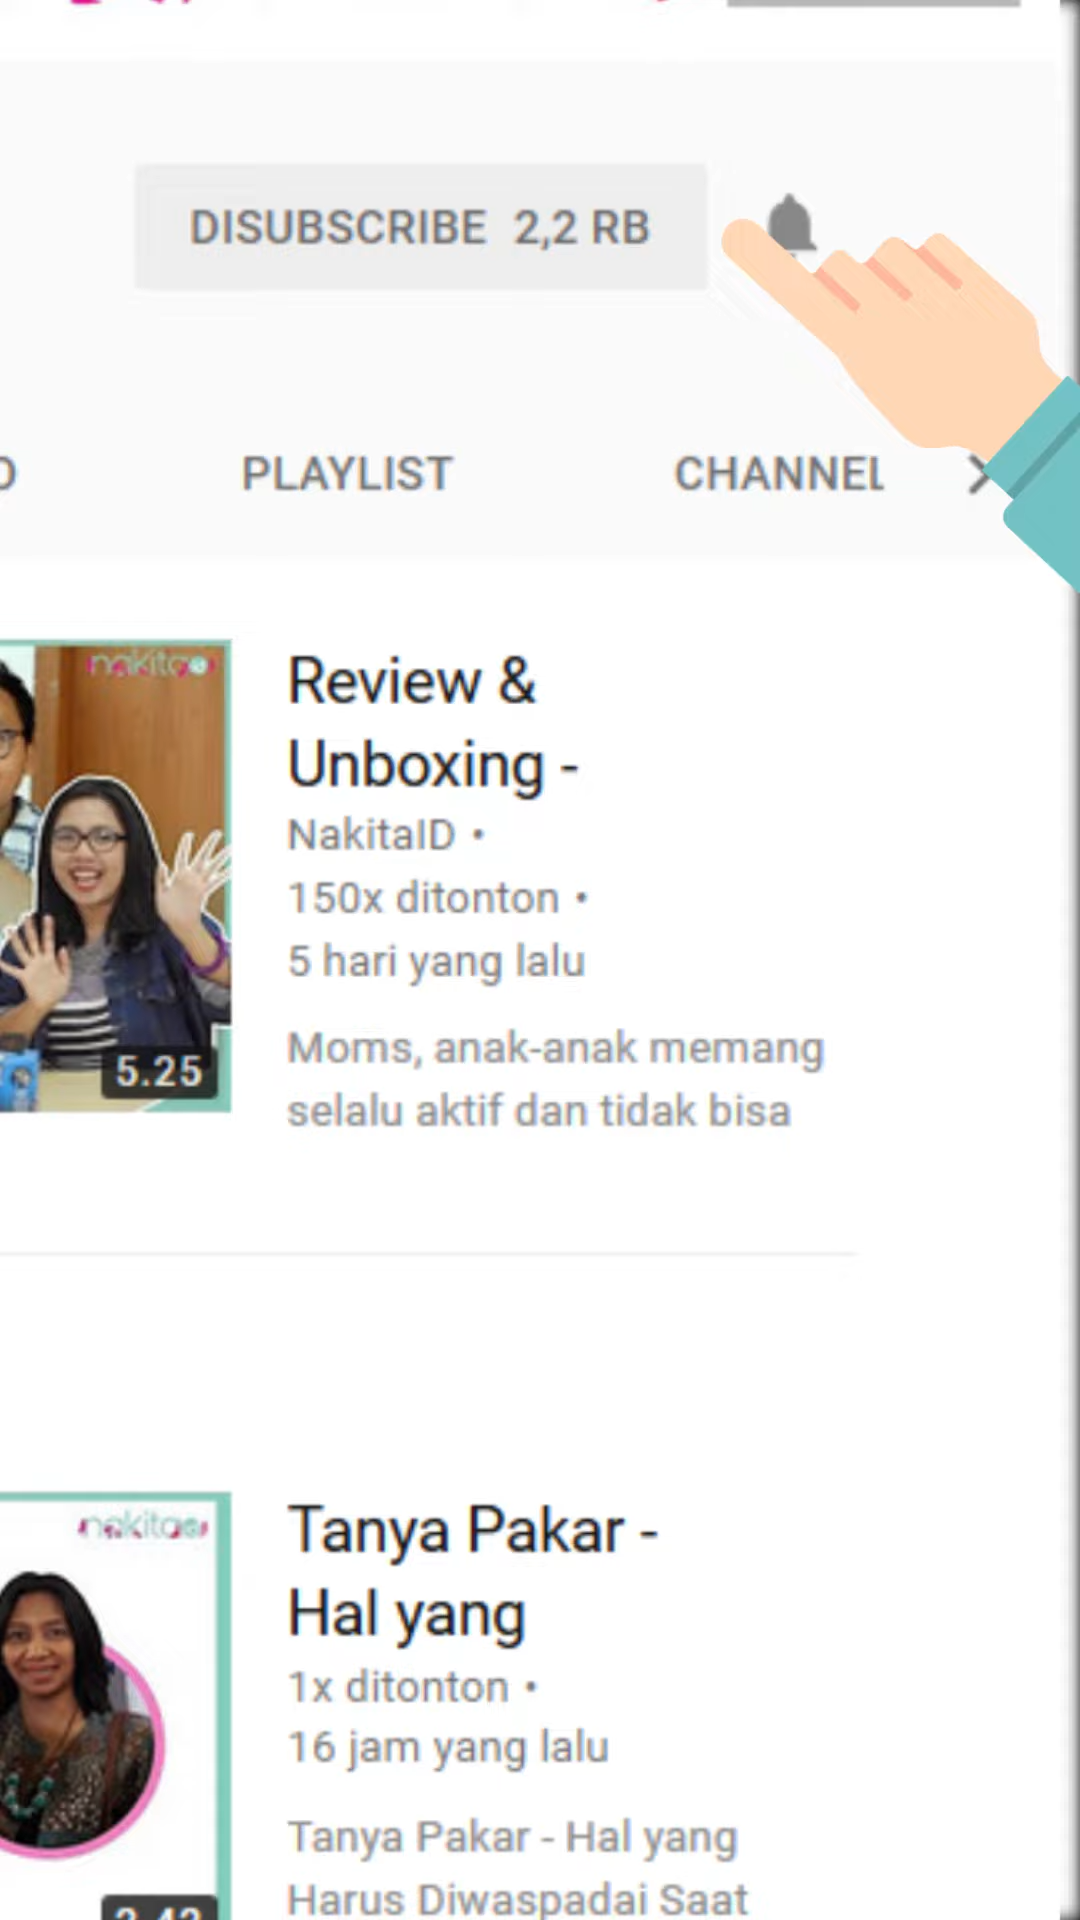 DISUBSCRIBE 2,2 RB
PLAYLIST
CHANNEL
nakita
Review &
Unboxing -
NakitaID •
150x ditonton •
5 hari yang lalu
5.25
Moms, anak-anak memang
selalu aktif dan tidak bisa
nakita
Tanya Pakar -
Hal yang
1x ditonton •
16 jam yang lalu
Tanya Pakar - Hal yang
Harus Diwaspadai Saat